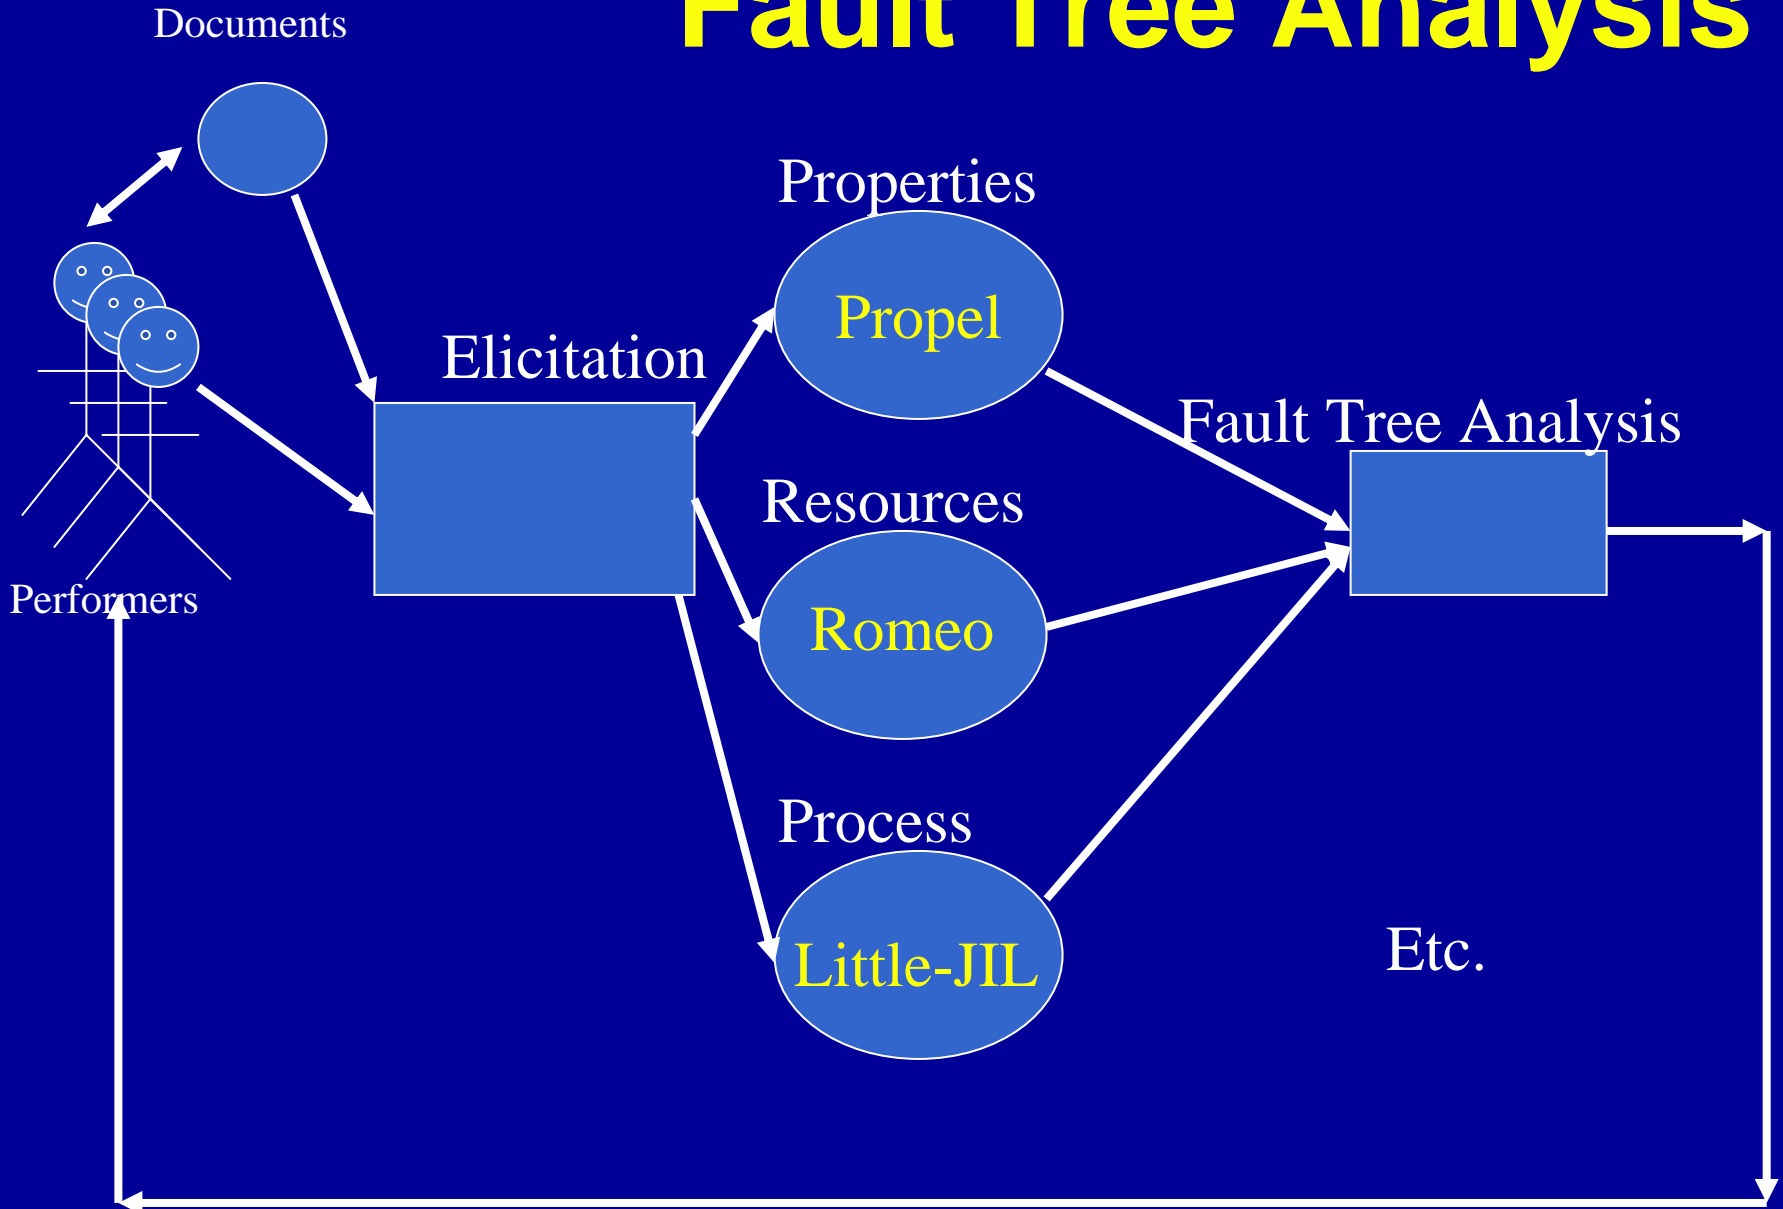 Fault Tree Analysis
Documents
Properties
Propel
Elicitation
Fault Tree Analysis
Resources
Performers
Romeo
Process
Little-JIL
Etc.